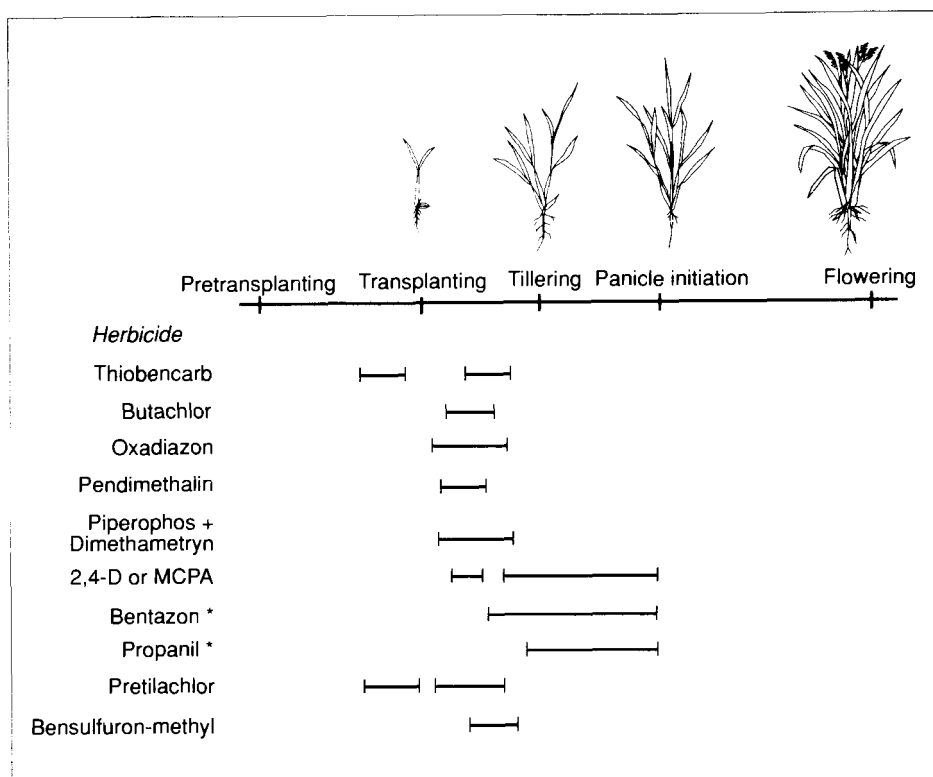 Pretransplanting Transplanting Tillering Panicle initiation Flowering
Herbicide
Thiobencarb
Butachlor
Oxadiazon
Pendimethalin
Piperophos +
Dimethametryn
2,4-D or MCPA
Bentazon *
Propanil *
Pretilachlor
Bensulfuron-methyl